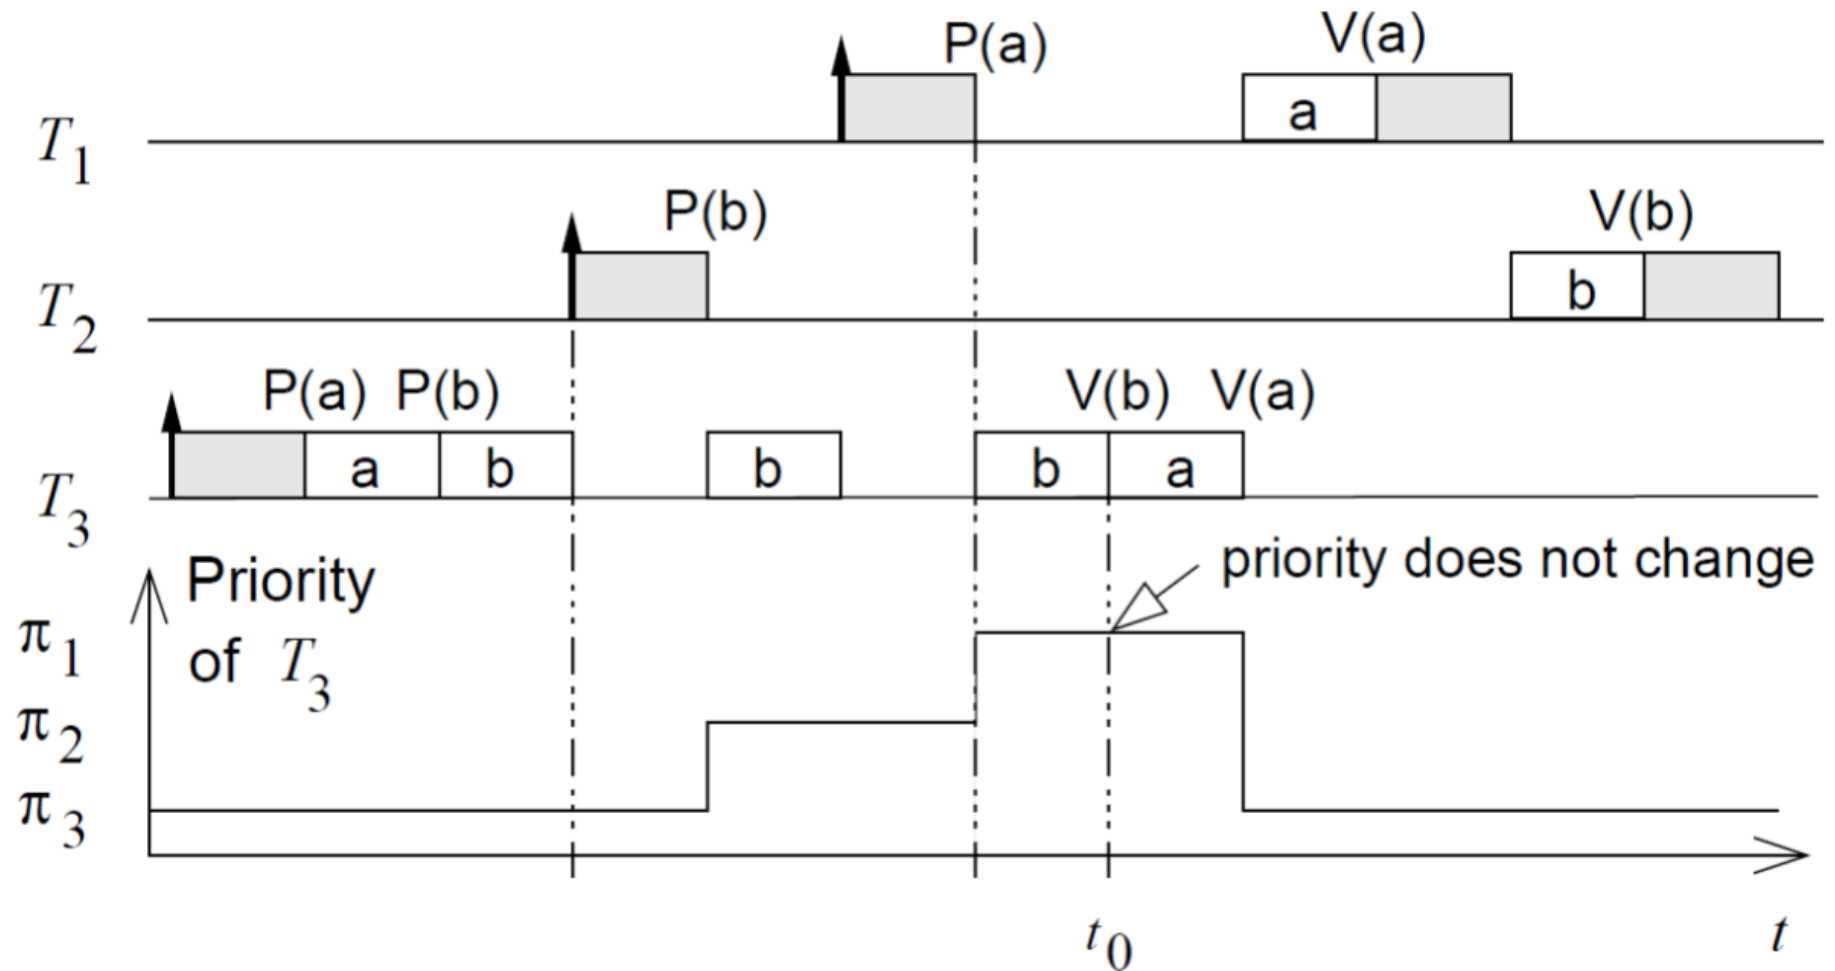 P(a) V(a)
T1 a
P(b) V(b)
T2 b
P(a) P(b) V(b) V(a)
T3 a b b b a
priority does not change
Priority
of T3
π1
π2
π3
t0 t